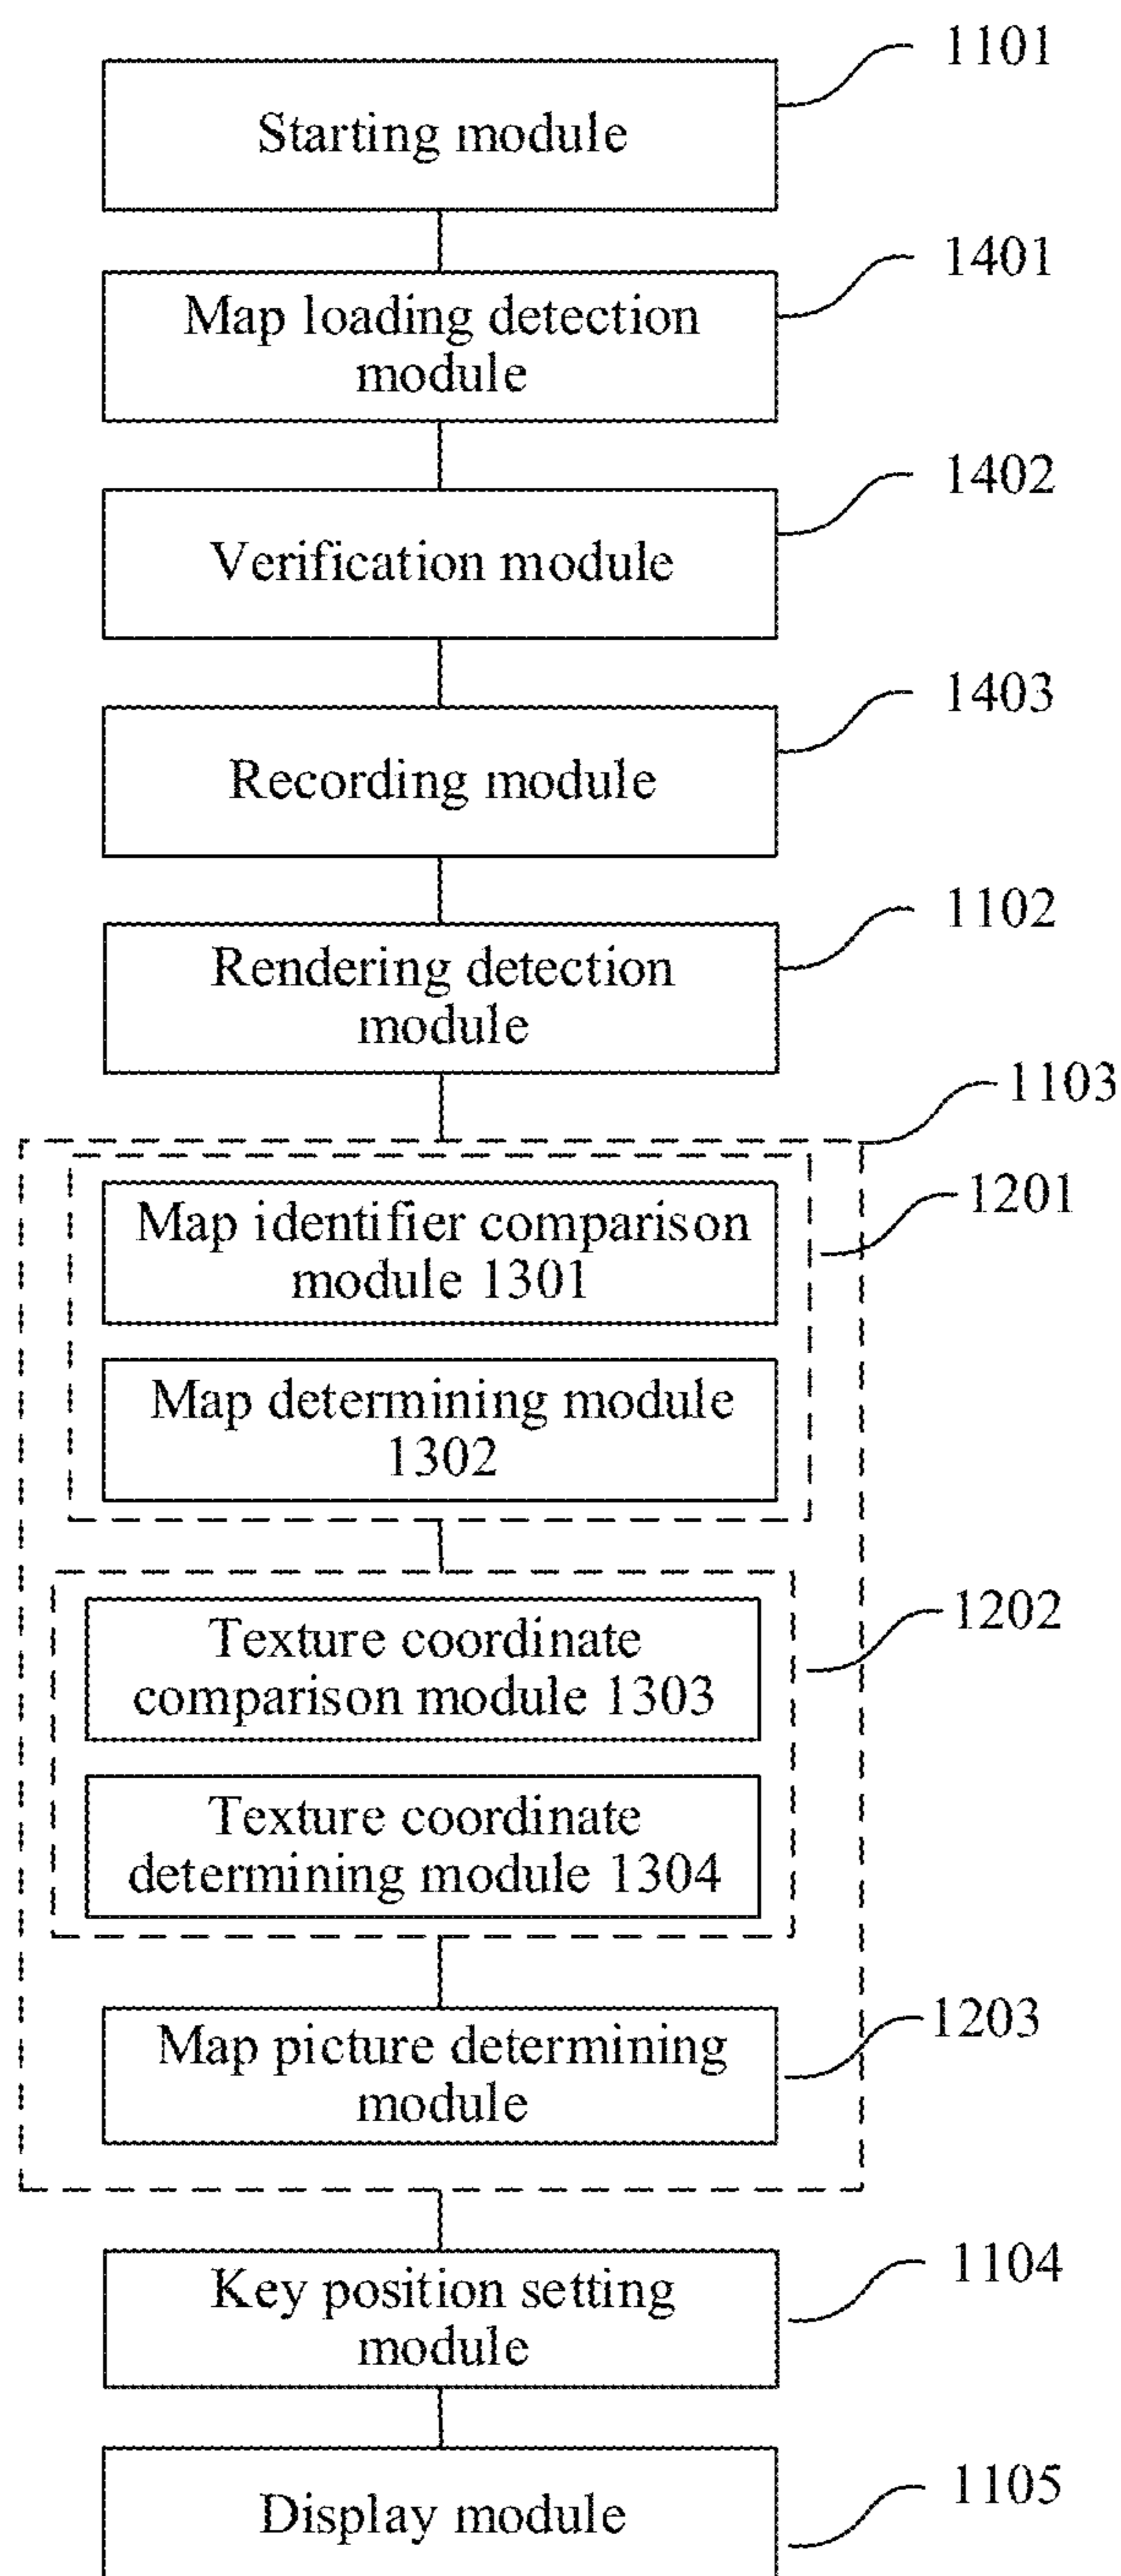 1101
Starting module
1401
Map loading detection
module
1402
Verification module
1403
Recording module
1102
Rendering detection
module
1103
1201
Map identifier comparison
module 1301
Map determining module
1302
1202
Texture coordinate
comparison module 1303
Texture coordinate
determining module 1304
1203
Map picture determining
module
1104
Key position setting
module
1105
Display module